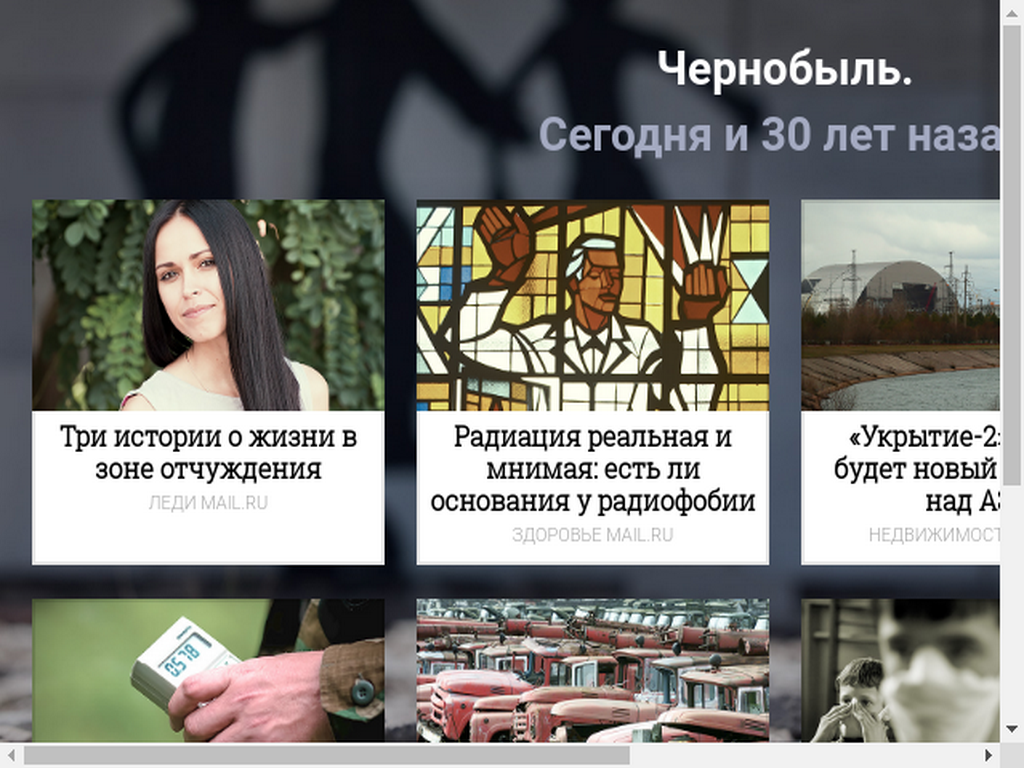 Чернобыль.
Сегодня и 30 лет наза
Три истории о жизни в
зоне отчуждения
ЛЕДИ MAIL.RU
Радиация реальная и
мнимая: есть ли
основания у радиофобии
ЗДОРОВЬЕ MAIL.RU
«Укрытие-2
будет новый
над АЭ
НЕДВИЖИМОСТ